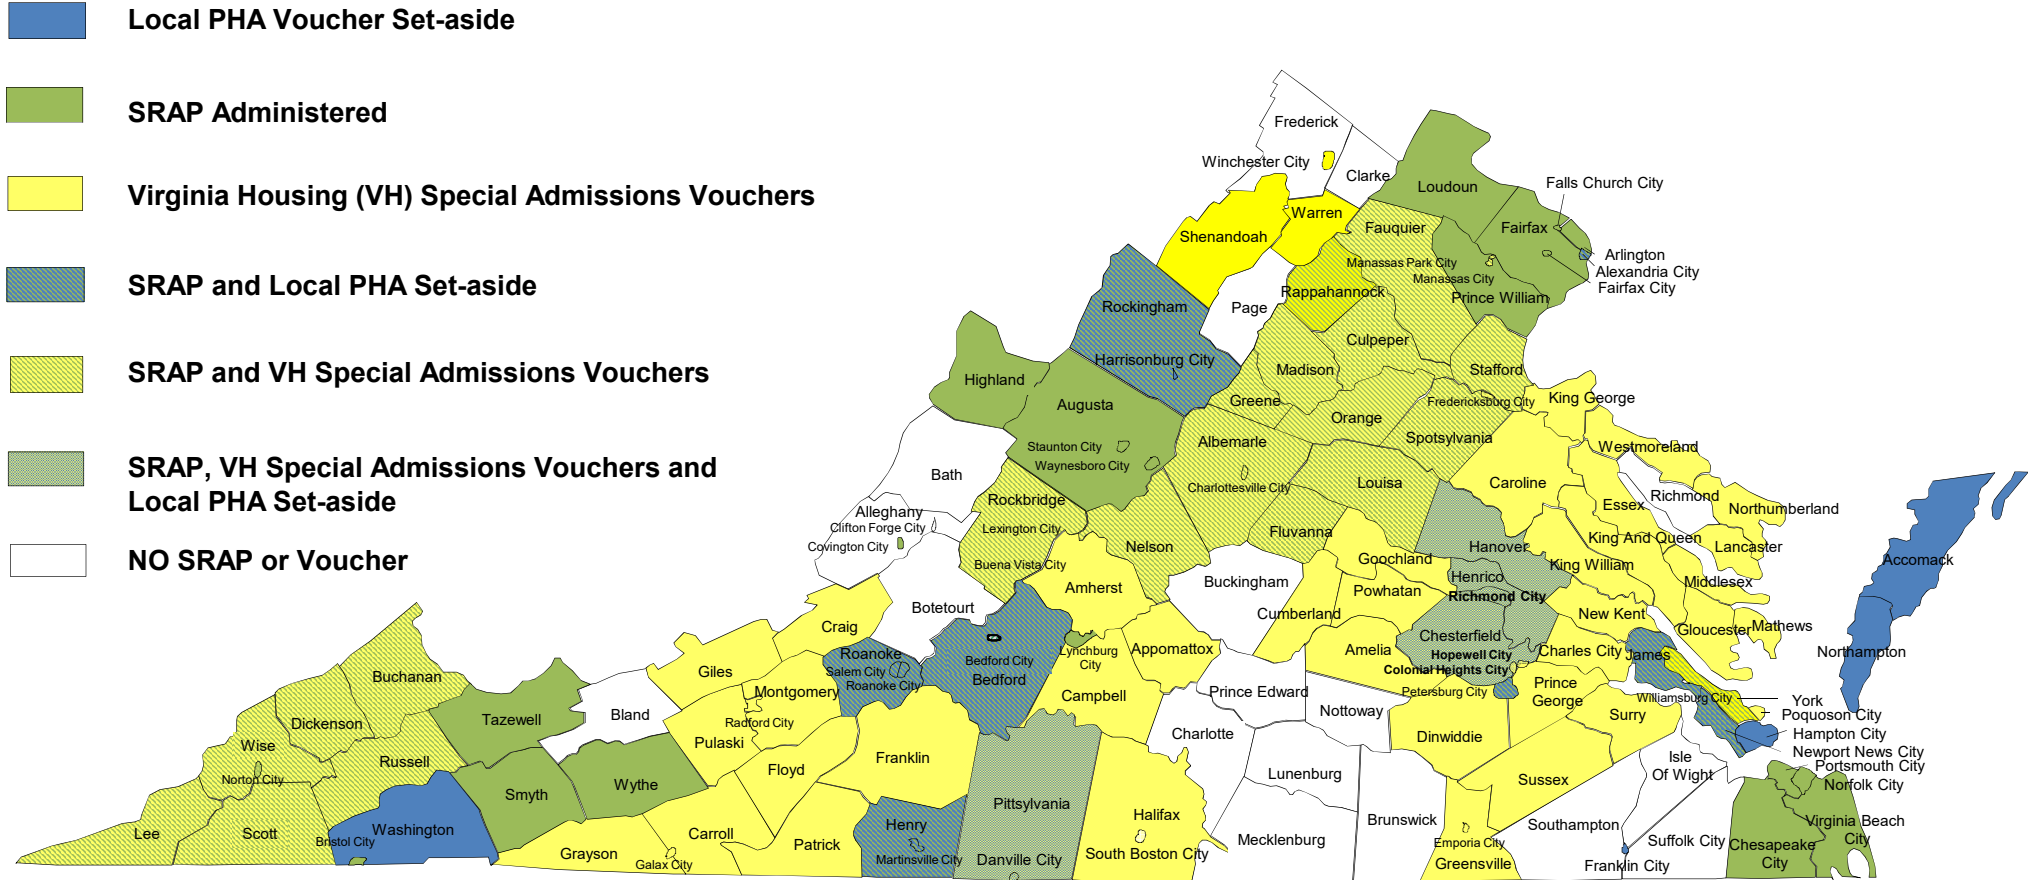 Local PHA Voucher Set-aside
SRAP Administered
Virginia Housing (VH) Special Admissions Vouchers
SRAP and Local PHA Set-aside
SRAP and VH Special Admissions Vouchers
SRAP, VH Special Admissions Vouchers and
Local PHA Set-aside
NO SRAP or Voucher
Frederick
Winchester City
Clarke
Loudoun
Falls Church City
Shenandoah
Warren
Fauquier
Fairfax
Arlington
Alexandria City
Fairfax City
Manassas Park City
Manassas City
Prince William
Rappahannock
Page
Rockingham
Harrisonburg City
Culpeper
Madison
Stafford
Highland
Augusta
Greene
Orange
Fredericksburg City
King George
Staunton City
Waynesboro City
Albemarle
Spotsylvania
Westmoreland
Bath
Charlottesville City
Louisa
Caroline
Richmond
Essex
Northumberland
Rockbridge
Alleghany
Clifton Forge City
Lexington City
Covington City
Nelson
Fluvanna
Hanover
King And Queen
Lancaster
Accomack
Buena Vista City
Goochland
King William
Amherst
Buckingham
Henrico
Middlesex
Powhatan
Richmond City
Botetourt
Cumberland
New Kent
Gloucester
Mathews
Craig
Chesterfield
Hopewell City
Colonial Heights City
Charles City
James
Northampton
Roanoke
Salem City
Roanoke City
Bedford City
Bedford
Lynchburg
City
Appomattox
Amelia
Giles
Buchanan
Montgomery
Campbell
Prince Edward
Petersburg City
Prince
George
Williamsburg City
York
Poquoson City
Hampton City
Newport News City
Portsmouth City
Norfolk City
Virginia Beach
City
Tazewell
Bland
Radford City
Pulaski
Nottoway
Surry
Dickenson
Wise
Norton City
Russell
Franklin
Charlotte
Dinwiddie
Isle
Of Wight
Floyd
Lunenburg
Sussex
Smyth
Wythe
Pittsylvania
Halifax
Lee
Scott
Bristol City
Washington
Carroll
Patrick
Henry
Martinsville City
Brunswick
Mecklenburg
Southampton
Suffolk City
Chesapeake
City
Grayson
Galax City
Danville City
South Boston City
Emporia City
Greensville
Franklin City